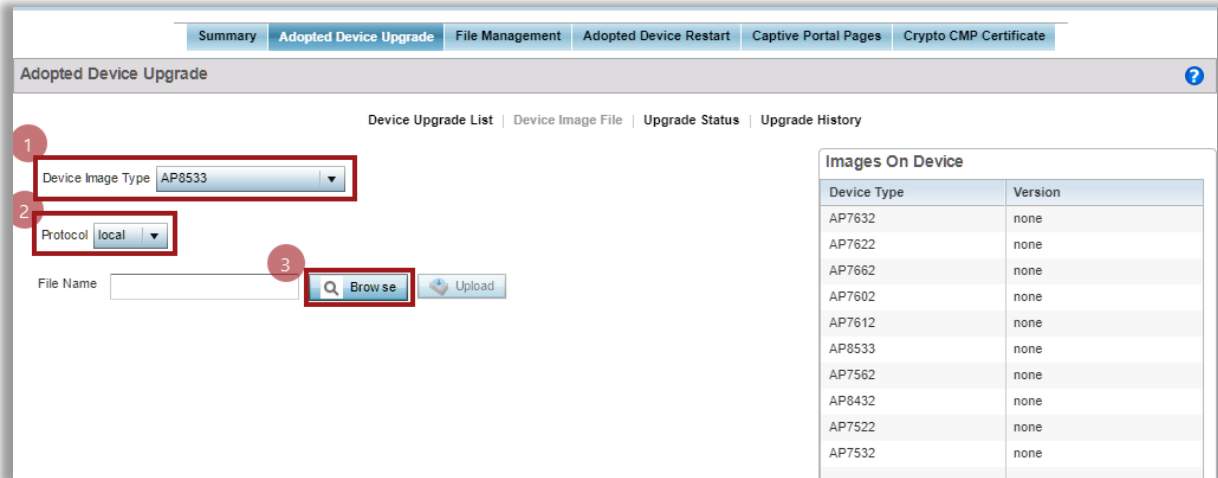 Summary Adopted Device Upgrade File Management Adopted Device Restart Captive Portal Pages Crypto CMP Certificate
Adopted Device Upgrade ?
Device Upgrade List | Device Image File | Upgrade Status | Upgrade History
1
Device Image Type AP8533
2
Protocol local
3
File Name Browse Upload
Images On Device
Device Type Version
AP7632 none
AP7622 none
AP7662 none
AP7602 none
AP7612 none
AP8533 none
AP7562 none
AP8432 none
AP7522 none
AP7532 none